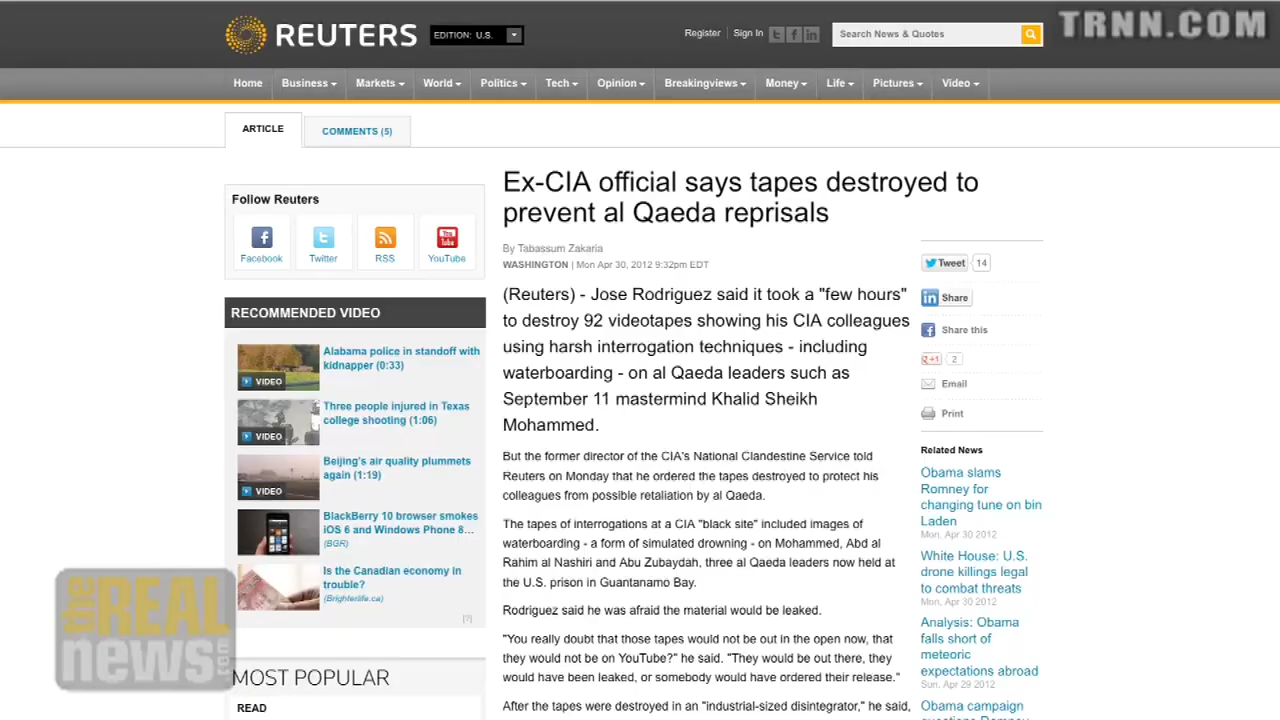 TRNN.COM
REUTERS
EDITION: U.S.
Register
Sign In
Search News & Quotes
Home
Business
Markets
World
Politics
Tech
Opinion
Breakingviews
Money
Life
Pictures
Video
ARTICLE
COMMENTS (5)
Follow Reuters
Facebook
Twitter
RSS
YouTube
RECOMMENDED VIDEO
Alabama police in standoff with
kidnapper (0:33)
VIDEO
Three people injured in Texas
college shooting (1:06)
VIDEO
Beijing's air quality plummets
again (1:19)
VIDEO
BlackBerry 10 browser smokes
iOS 6 and Windows Phone 8...
(BGR)
Is the Canadian economy in
trouble?
(Brighterlife.ca)
[?]
the REAL
news.com
MOST POPULAR
READ
Ex-CIA official says tapes destroyed to
prevent al Qaeda reprisals
By Tabassum Zakaria
WASHINGTON | Mon Apr 30, 2012 9:32pm EDT
(Reuters) - Jose Rodriguez said it took a "few hours"
to destroy 92 videotapes showing his CIA colleagues
using harsh interrogation techniques - including
waterboarding - on al Qaeda leaders such as
September 11 mastermind Khalid Sheikh
Mohammed.
But the former director of the CIA's National Clandestine Service told
Reuters on Monday that he ordered the tapes destroyed to protect his
colleagues from possible retaliation by al Qaeda.
The tapes of interrogations at a CIA "black site" included images of
waterboarding - a form of simulated drowning - on Mohammed, Abd al
Rahim al Nashiri and Abu Zubaydah, three al Qaeda leaders now held at
the U.S. prison in Guantanamo Bay.
Rodriguez said he was afraid the material would be leaked.
"You really doubt that those tapes would not be out in the open now, that
they would not be on YouTube?" he said. "They would be out there, they
would have been leaked, or somebody would have ordered their release."
After the tapes were destroyed in an "industrial-sized disintegrator," he said,
Tweet
14
Share
Share this
+1
2
Email
Print
Related News
Obama slams
Romney for
changing tune on bin
Laden
Mon, Apr 30 2012
White House: U.S.
drone killings legal
to combat threats
Mon, Apr 30 2012
Analysis: Obama
falls short of
meteoric
expectations abroad
Sun, Apr 29 2012
Obama campaign